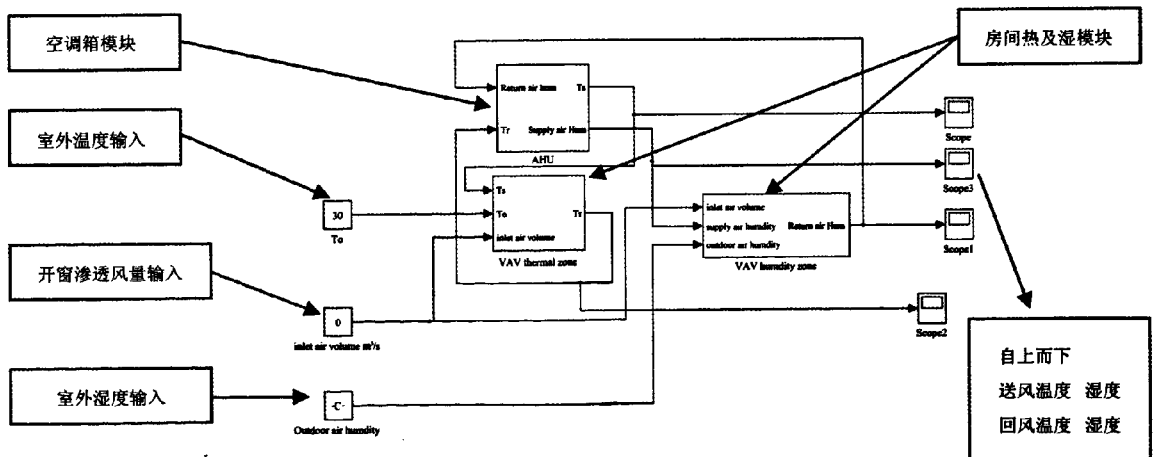 空调箱模块
房间热及湿模块
室外温度输入
开窗渗透风量输入
室外湿度输入
Return air hum
Ts
Tr
Supply air Hum
AHU
Scope
Scope3
Scope1
Scope2
Ts
To
Tr
inlet air volume
VAV thermal zone
inlet air volume
supply air humidity
Return air Hum
outdoor air humidity
VAV humdity zone
30
To
0
inlet air volume m³/s
-C-
Outdoor air humdity
自上而下
送风温度 湿度
回风温度 湿度